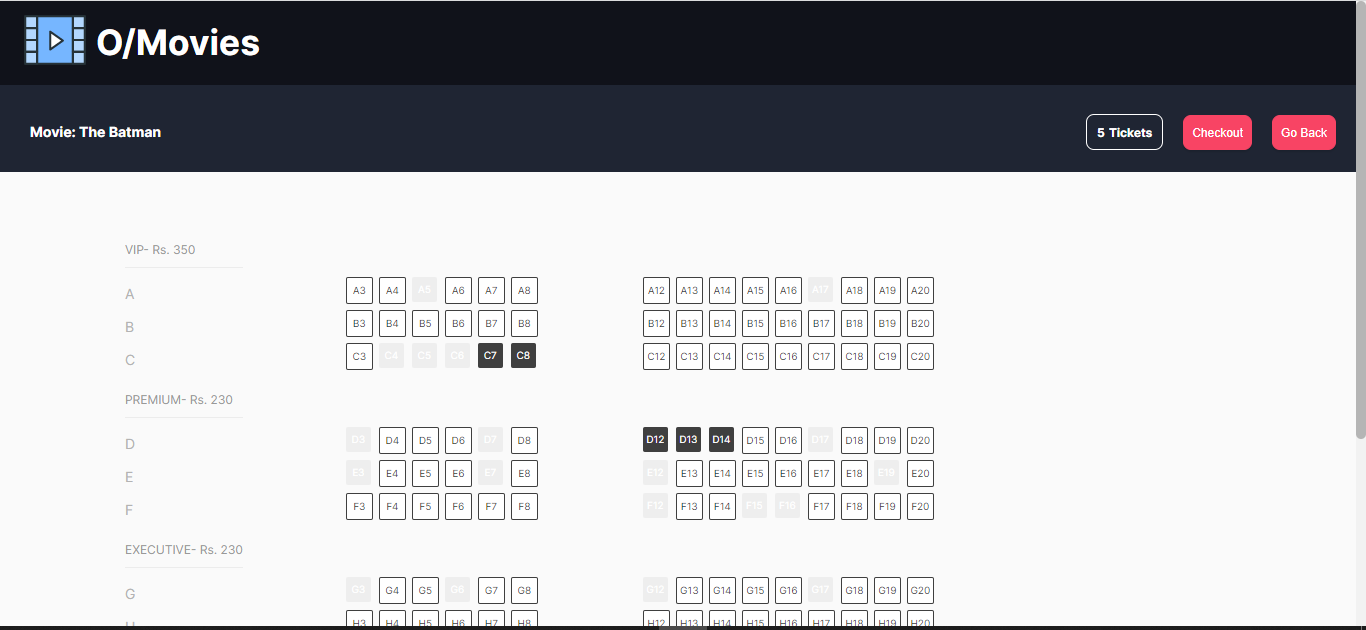 O/Movies
Movie: The Batman
5 Tickets Checkout Go Back
VIP- Rs. 350
A A3 A4 A5 A6 A7 A8 A12 A13 A14 A15 A16 A17 A18 A19 A20
B B3 B4 B5 B6 B7 B8 B12 B13 B14 B15 B16 B17 B18 B19 B20
C C3 C4 C5 C6 C7 C8 C12 C13 C14 C15 C16 C17 C18 C19 C20
PREMIUM- Rs. 230
D D3 D4 D5 D6 D7 D8 D12 D13 D14 D15 D16 D17 D18 D19 D20
E E3 E4 E5 E6 E7 E8 E12 E13 E14 E15 E16 E17 E18 E19 E20
F F3 F4 F5 F6 F7 F8 F12 F13 F14 F15 F16 F17 F18 F19 F20
EXECUTIVE- Rs. 230
G G3 G4 G5 G6 G7 G8 G12 G13 G14 G15 G16 G17 G18 G19 G20
H H3 H4 H5 H6 H7 H8 H12 H13 H14 H15 H16 H17 H18 H19 H20